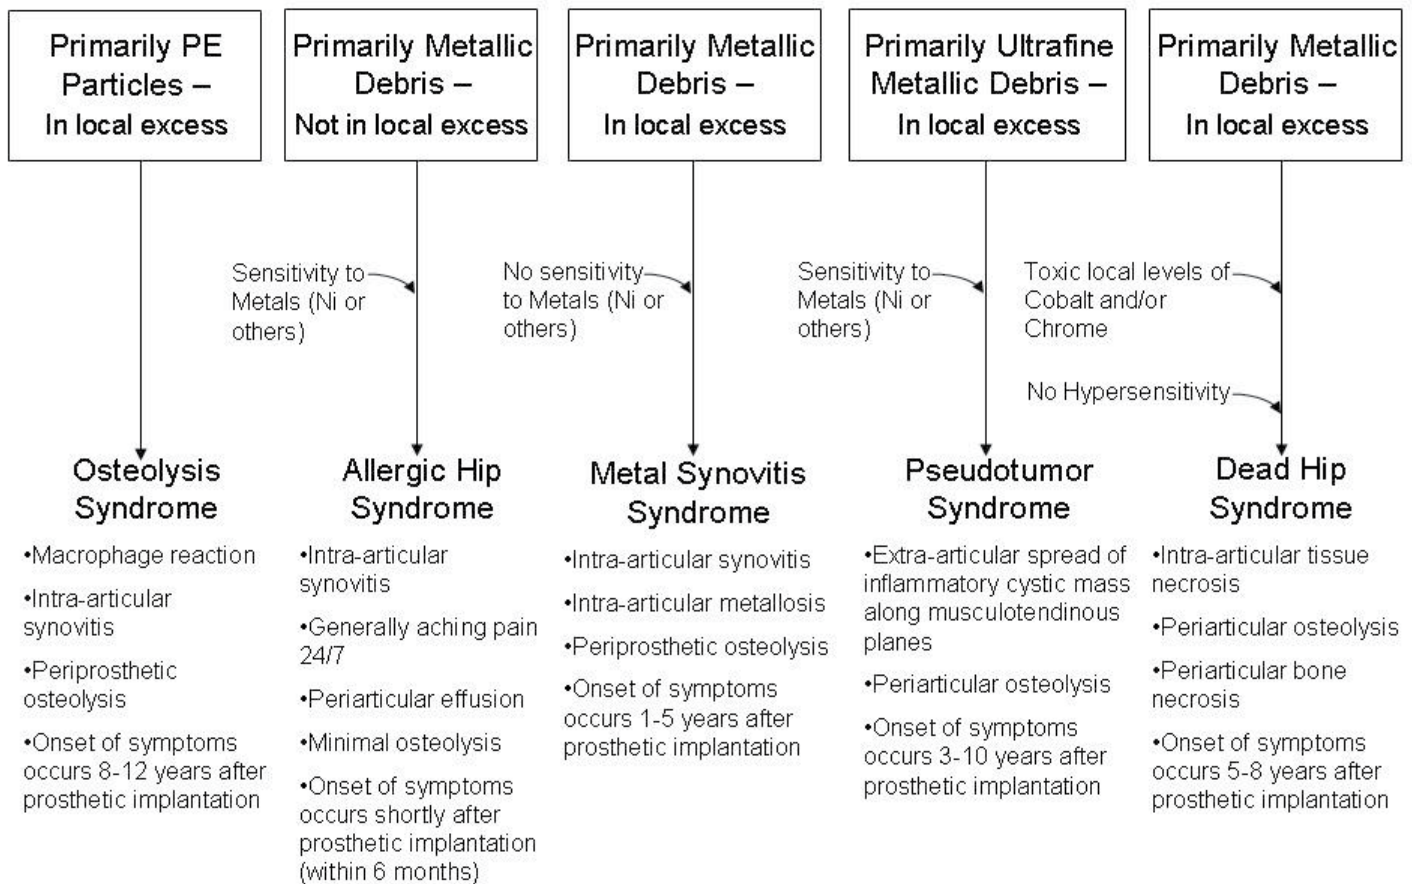 Primarily PE
Particles –
In local excess
Primarily Metallic
Debris –
Not in local excess
Primarily Metallic
Debris –
In local excess
Primarily Ultrafine
Metallic Debris –
In local excess
Primarily Metallic
Debris –
In local excess
Sensitivity to
Metals (Ni or
others)
No sensitivity
to Metals (Ni or
others)
Sensitivity to
Metals (Ni or
others)
Toxic local levels of
Cobalt and/or
Chrome
No Hypersensitivity
Osteolysis
Syndrome
•Macrophage reaction
•Intra-articular
synovitis
•Periprosthetic
osteolysis
•Onset of symptoms
occurs 8-12 years after
prosthetic implantation
Allergic Hip
Syndrome
•Intra-articular
synovitis
•Generally aching pain
24/7
•Periarticular effusion
•Minimal osteolysis
•Onset of symptoms
occurs shortly after
prosthetic implantation
(within 6 months)
Metal Synovitis
Syndrome
•Intra-articular synovitis
•Intra-articular metallosis
•Periprosthetic osteolysis
•Onset of symptoms
occurs 1-5 years after
prosthetic implantation
Pseudotumor
Syndrome
•Extra-articular spread of
inflammatory cystic mass
along musculotendinous
planes
•Periarticular osteolysis
•Onset of symptoms
occurs 3-10 years after
prosthetic implantation
Dead Hip
Syndrome
•Intra-articular tissue
necrosis
•Periarticular osteolysis
•Periarticular bone
necrosis
•Onset of symptoms
occurs 5-8 years after
prosthetic implantation